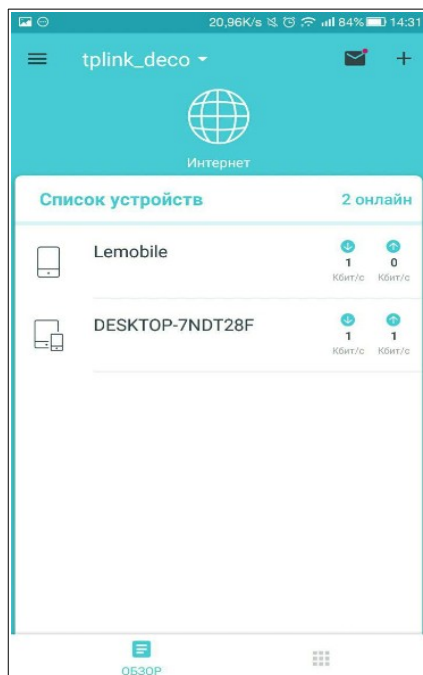 20,96K/s 84% 14:31
tplink_deco
Интернет
Список устройств 2 онлайн
Lemobile 1 0
Кбит/с Кбит/с
DESKTOP-7NDT28F 1 1
Кбит/с Кбит/с
ОБЗОР